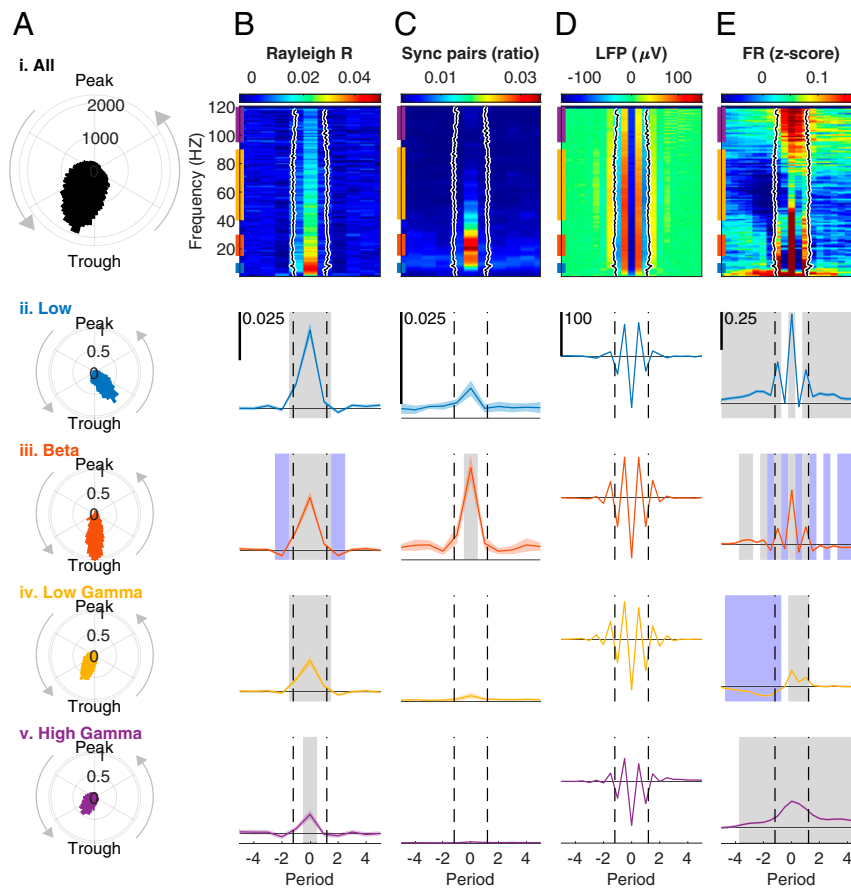 A
B
C
D
E
i. All
Peak
2000
1000
0
Trough
Rayleigh R
0 0.02 0.04
Sync pairs (ratio)
0.01 0.03
LFP (μV)
-100 0 100
FR (z-score)
0 0.1
Frequency (HZ)
120
100
80
60
40
20
ii. Low
Peak
1
0.5
0
Trough
0.025
0.025
100
0.25
iii. Beta
Peak
1
0.5
0
Trough
iv. Low Gamma
Peak
1
0.5
0
Trough
v. High Gamma
Peak
1
0.5
0
Trough
-4 -2 0 2 4
Period
-4 -2 0 2 4
Period
-4 -2 0 2 4
Period
-4 -2 0 2 4
Period